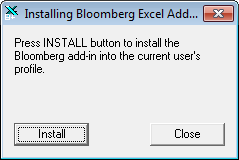 Installing Bloomberg Excel Add...
Press INSTALL button to install the
Bloomberg add-in into the current user's
profile.
Install
Close